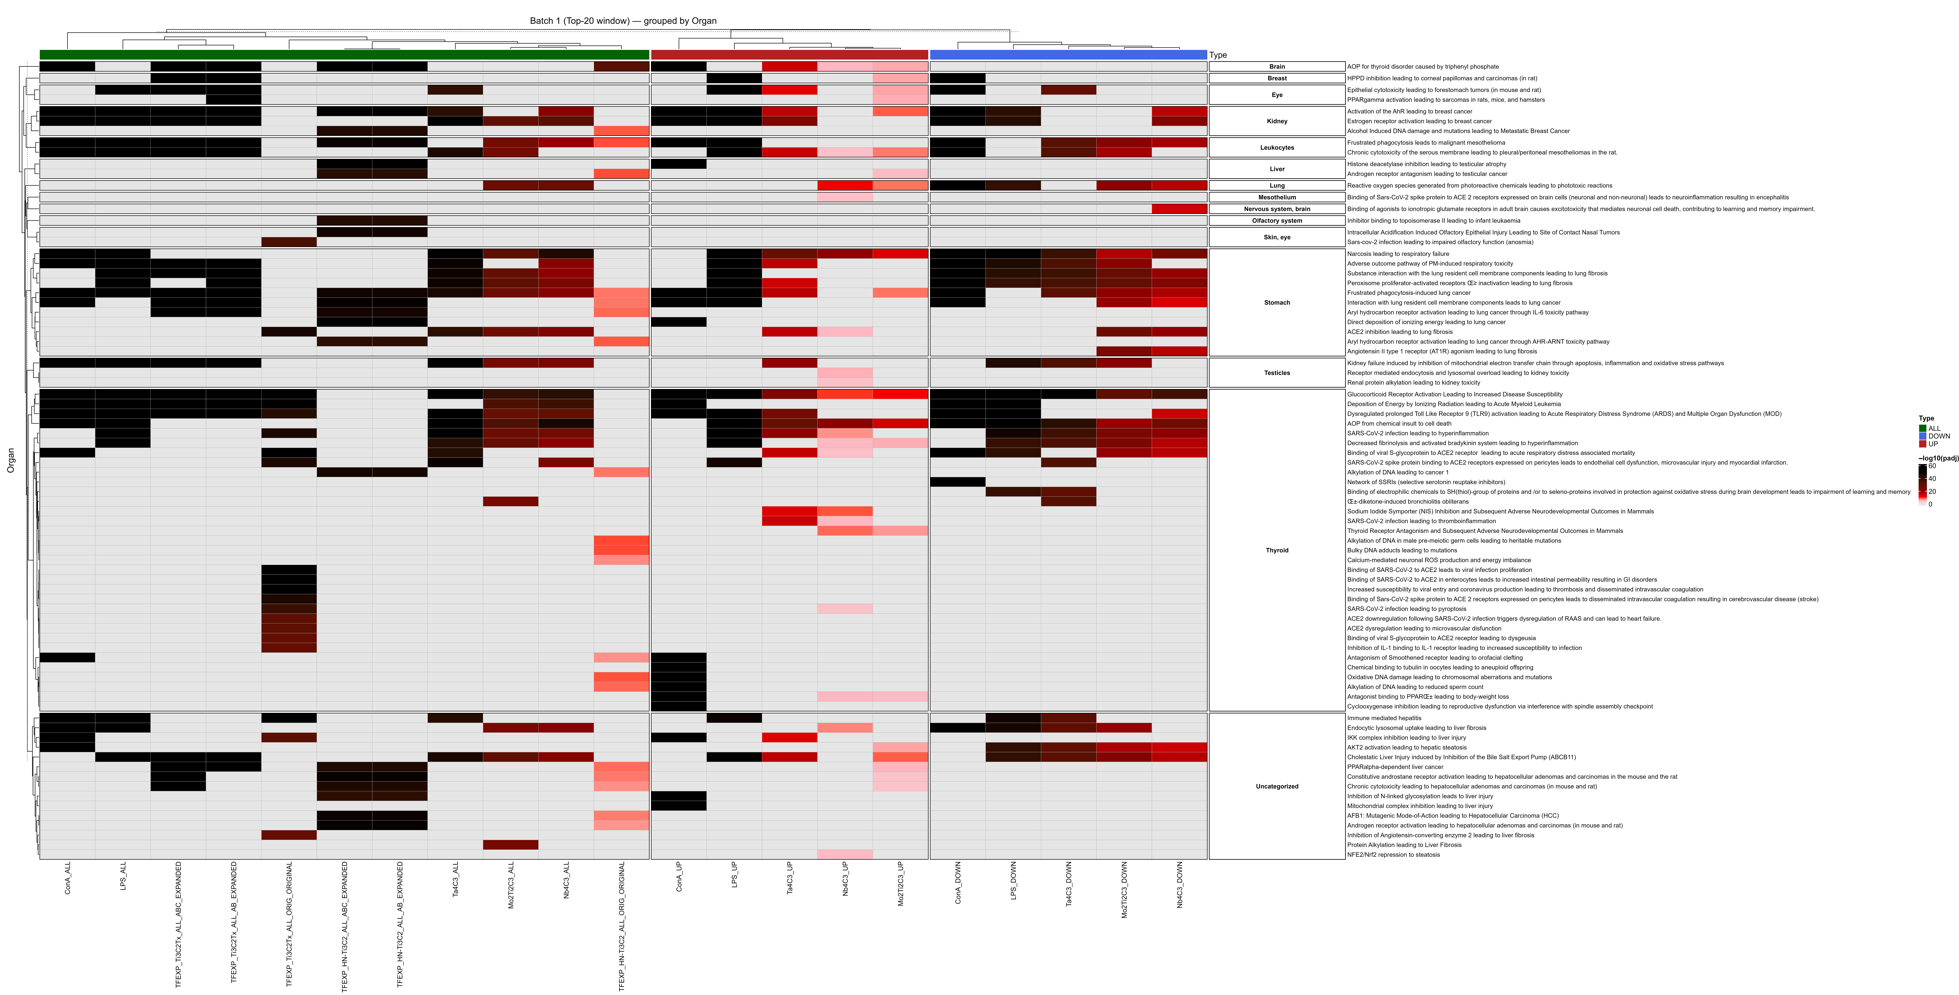 Batch 1 (Top-20 window) — grouped by Organ
Type
Organ
Brain
Breast
Eye
Kidney
Leukocytes
Liver
Lung
Mesothelium
Nervous system, brain
Olfactory system
Skin, eye
Stomach
Testicles
Thyroid
Uncategorized
AOP for thyroid disorder caused by triphenyl phosphate
HPPD inhibition leading to corneal papillomas and carcinomas (in rat)
Epithelial cytotoxicity leading to forestomach tumors (in mouse and rat)
PPARgamma activation leading to sarcomas in rats, mice, and hamsters
Activation of the AhR leading to breast cancer
Estrogen receptor activation leading to breast cancer
Alcohol Induced DNA damage and mutations leading to Metastatic Breast Cancer
Frustrated phagocytosis leads to malignant mesothelioma
Chronic cytotoxicity of the serous membrane leading to pleural/peritoneal mesotheliomas in the rat.
Histone deacetylase inhibition leading to testicular atrophy
Androgen receptor antagonism leading to testicular cancer
Reactive oxygen species generated from photoreactive chemicals leading to phototoxic reactions
Binding of Sars-CoV-2 spike protein to ACE 2 receptors expressed on brain cells (neuronal and non-neuronal) leads to neuroinflammation resulting in encephalitis
Binding of agonists to ionotropic glutamate receptors in adult brain causes excitotoxicity that mediates neuronal cell death, contributing to learning and memory impairment.
Inhibitor binding to topoisomerase II leading to infant leukaemia
Intracellular Acidification Induced Olfactory Epithelial Injury Leading to Site of Contact Nasal Tumors
Sars-cov-2 infection leading to impaired olfactory function (anosmia)
Narcosis leading to respiratory failure
Adverse outcome pathway of PM-induced respiratory toxicity
Substance interaction with the lung resident cell membrane components leading to lung fibrosis
Peroxisome proliferator-activated receptors Œ≥ inactivation leading to lung fibrosis
Frustrated phagocytosis-induced lung cancer
Interaction with lung resident cell membrane components leads to lung cancer
Aryl hydrocarbon receptor activation leading to lung cancer through IL-6 toxicity pathway
Direct deposition of ionizing energy leading to lung cancer
ACE2 inhibition leading to lung fibrosis
Aryl hydrocarbon receptor activation leading to lung cancer through AHR-ARNT toxicity pathway
Angiotensin II type 1 receptor (AT1R) agonism leading to lung fibrosis
Kidney failure induced by inhibition of mitochondrial electron transfer chain through apoptosis, inflammation and oxidative stress pathways
Receptor mediated endocytosis and lysosomal overload leading to kidney toxicity
Renal protein alkylation leading to kidney toxicity
Glucocorticoid Receptor Activation Leading to Increased Disease Susceptibility
Deposition of Energy by Ionizing Radiation leading to Acute Myeloid Leukemia
Dysregulated prolonged Toll Like Receptor 9 (TLR9) activation leading to Acute Respiratory Distress Syndrome (ARDS) and Multiple Organ Dysfunction (MOD)
AOP from chemical insult to cell death
SARS-CoV-2 infection leading to hyperinflammation
Decreased fibrinolysis and activated bradykinin system leading to hyperinflammation
Binding of viral S-glycoprotein to ACE2 receptor  leading to acute respiratory distress associated mortality
SARS-CoV-2 spike protein binding to ACE2 receptors expressed on pericytes leads to endothelial cell dysfunction, microvascular injury and myocardial infarction.
Alkylation of DNA leading to cancer 1
Network of SSRIs (selective serotonin reuptake inhibitors)
Binding of electrophilic chemicals to SH(thiol)-group of proteins and /or to seleno-proteins involved in protection against oxidative stress during brain development leads to impairment of learning and memory
Œ±-diketone-induced bronchiolitis obliterans
Sodium Iodide Symporter (NIS) Inhibition and Subsequent Adverse Neurodevelopmental Outcomes in Mammals
SARS-CoV-2 infection leading to thromboinflammation
Thyroid Receptor Antagonism and Subsequent Adverse Neurodevelopmental Outcomes in Mammals
Alkylation of DNA in male pre-meiotic germ cells leading to heritable mutations
Bulky DNA adducts leading to mutations
Calcium-mediated neuronal ROS production and energy imbalance
Binding of SARS-CoV-2 to ACE2 leads to viral infection proliferation
Binding of SARS-CoV-2 to ACE2 in enterocytes leads to increased intestinal permeability resulting in GI disorders
Increased susceptibility to viral entry and coronavirus production leading to thrombosis and disseminated intravascular coagulation
Binding of Sars-CoV-2 spike protein to ACE 2 receptors expressed on pericytes leads to disseminated intravascular coagulation resulting in cerebrovascular disease (stroke)
SARS-CoV-2 infection leading to pyroptosis
ACE2 downregulation following SARS-CoV-2 infection triggers dysregulation of RAAS and can lead to heart failure.
ACE2 dysregulation leading to microvascular disfunction
Binding of viral S-glycoprotein to ACE2 receptor leading to dysgeusia
Inhibition of IL-1 binding to IL-1 receptor leading to increased susceptibility to infection
Antagonism of Smoothened receptor leading to orofacial clefting
Chemical binding to tubulin in oocytes leading to aneuploid offspring
Oxidative DNA damage leading to chromosomal aberrations and mutations
Alkylation of DNA leading to reduced sperm count
Antagonist binding to PPARŒ± leading to body-weight loss
Cyclooxygenase inhibition leading to reproductive dysfunction via interference with spindle assembly checkpoint
Immune mediated hepatitis
Endocytic lysosomal uptake leading to liver fibrosis
IKK complex inhibition leading to liver injury
AKT2 activation leading to hepatic steatosis
Cholestatic Liver Injury induced by Inhibition of the Bile Salt Export Pump (ABCB11)
PPARalpha-dependent liver cancer
Constitutive androstane receptor activation leading to hepatocellular adenomas and carcinomas in the mouse and the rat
Chronic cytotoxicity leading to hepatocellular adenomas and carcinomas (in mouse and rat)
Inhibition of N-linked glycosylation leads to liver injury
Mitochondrial complex inhibition leading to liver injury
AFB1: Mutagenic Mode-of-Action leading to Hepatocellular Carcinoma (HCC)
Androgen receptor activation leading to hepatocellular adenomas and carcinomas (in mouse and rat)
Inhibition of Angiotensin-converting enzyme 2 leading to liver fibrosis
Protein Alkylation leading to Liver Fibrosis
NFE2/Nrf2 repression to steatosis
Type
ALL
DOWN
UP
−log10(padj)
60
40
20
0
ConA_ALL
LPS_ALL
TFEXP_Ti3C2Tx_ALL_ABC_EXPANDED
TFEXP_Ti3C2Tx_ALL_AB_EXPANDED
TFEXP_Ti3C2Tx_ALL_ORIG_ORIGINAL
TFEXP_HN-Ti3C2_ALL_ABC_EXPANDED
TFEXP_HN-Ti3C2_ALL_AB_EXPANDED
Ta4C3_ALL
Mo2Ti2C3_ALL
Nb4C3_ALL
TFEXP_HN-Ti3C2_ALL_ORIG_ORIGINAL
ConA_UP
LPS_UP
Ta4C3_UP
Nb4C3_UP
Mo2Ti2C3_UP
ConA_DOWN
LPS_DOWN
Ta4C3_DOWN
Mo2Ti2C3_DOWN
Nb4C3_DOWN